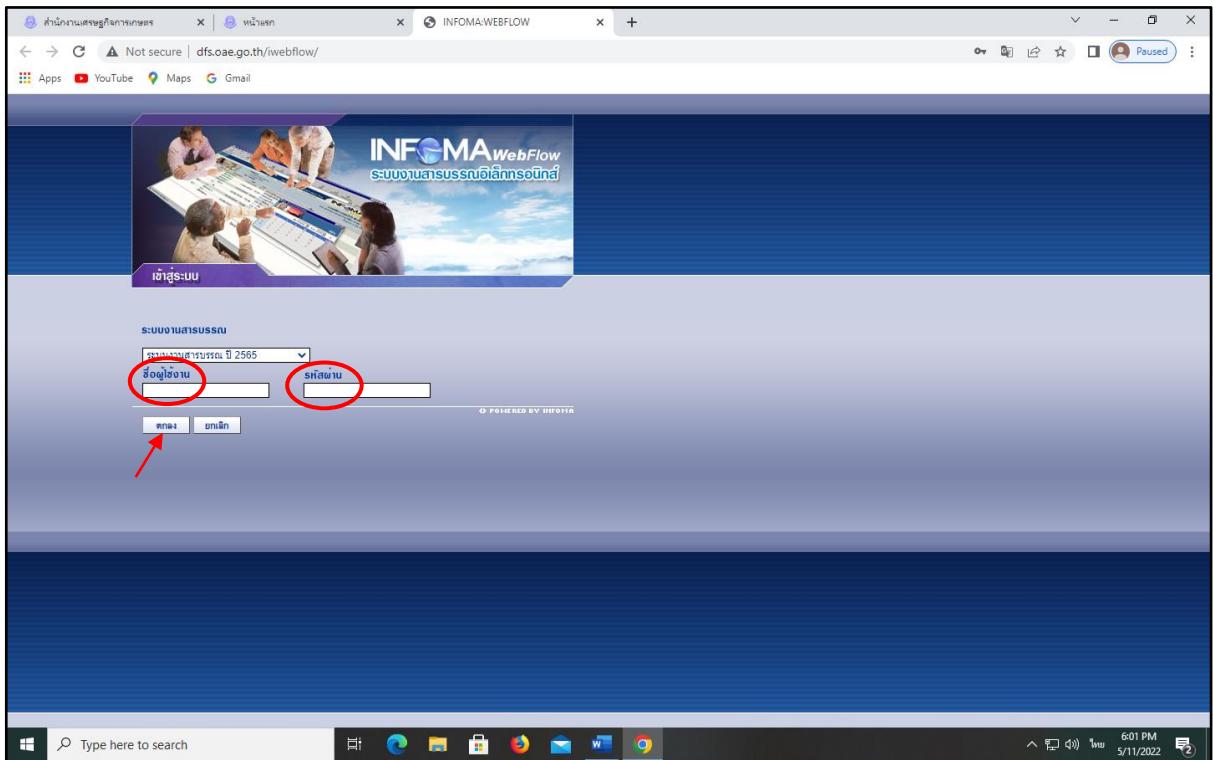 สำนักงานเศรษฐกิจการเกษตร
หน้าแรก
INFOMA:WEBFLOW
Not secure | dfs.oae.go.th/iwebflow/
Paused
Apps YouTube Maps Gmail
INFOMA WebFlow
ระบบงานสารบรรณอิเล็กทรอนิกส์
เข้าสู่ระบบ
ระบบงานสารบรรณ
ระบบงานสารบรรณ ปี 2565
ชื่อผู้ใช้งาน รหัสผ่าน
POWERED BY INFOMA
ตกลง ยกเลิก
Type here to search
ไทย
6:01 PM
5/11/2022